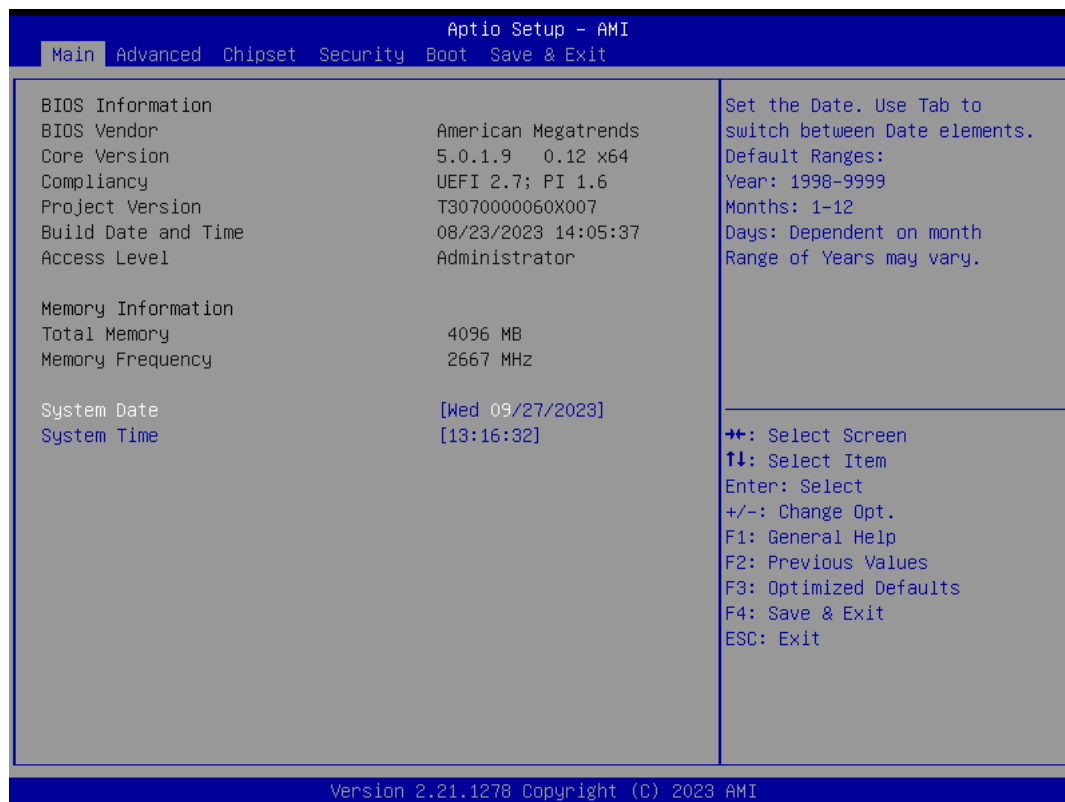 Aptio Setup – AMI
Main Advanced Chipset Security Boot Save & Exit
BIOS Information
BIOS Vendor American Megatrends
Core Version 5.0.1.9 0.12 x64
Compliancy UEFI 2.7; PI 1.6
Project Version T3070000060X007
Build Date and Time 08/23/2023 14:05:37
Access Level Administrator
Memory Information
Total Memory 4096 MB
Memory Frequency 2667 MHz
System Date [Wed 09/27/2023]
System Time [13:16:32]
Set the Date. Use Tab to
switch between Date elements.
Default Ranges:
Year: 1998-9999
Months: 1-12
Days: Dependent on month
Range of Years may vary.
→←: Select Screen
↑↓: Select Item
Enter: Select
+/-: Change Opt.
F1: General Help
F2: Previous Values
F3: Optimized Defaults
F4: Save & Exit
ESC: Exit
Version 2.21.1278 Copyright (C) 2023 AMI